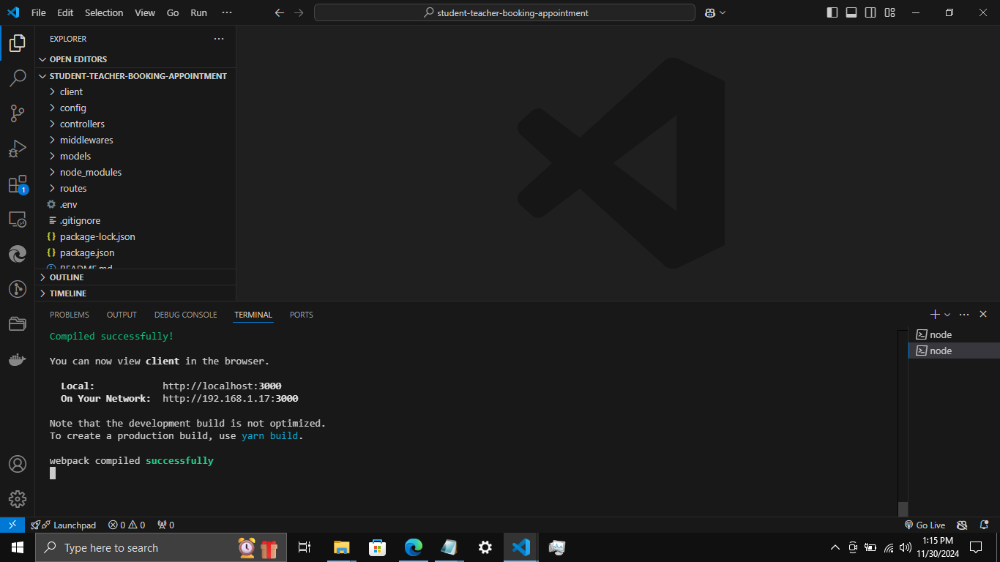 File Edit Selection View Go Run ···
student-teacher-booking-appointment
EXPLORER
OPEN EDITORS
STUDENT-TEACHER-BOOKING-APPOINTMENT
client
config
controllers
middlewares
models
node_modules
routes
.env
.gitignore
package-lock.json
package.json
README.md
OUTLINE
TIMELINE
1
PROBLEMS OUTPUT DEBUG CONSOLE TERMINAL PORTS
Compiled successfully!
You can now view client in the browser.
Local: http://localhost:3000
On Your Network: http://192.168.1.17:3000
Note that the development build is not optimized.
To create a production build, use yarn build.
webpack compiled successfully
node
node
Launchpad 0 0 0
Go Live
Type here to search
1:15 PM
11/30/2024